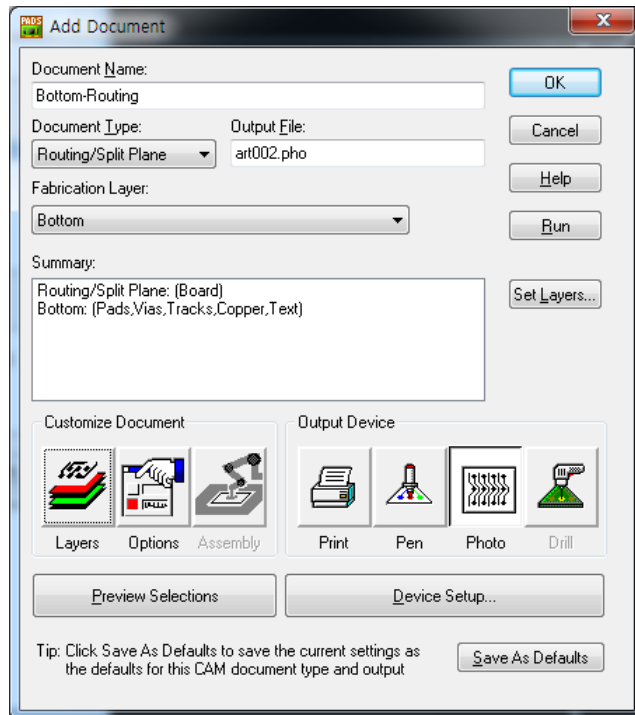 PADS
Add Document
Document Name:
Bottom-Routing
OK
Document Type:
Output File:
Cancel
Routing/Split Plane
art002.pho
Help
Fabrication Layer:
Bottom
Run
Summary:
Routing/Split Plane: (Board)
Bottom: (Pads,Vias,Tracks,Copper,Text)
Set Layers...
Customize Document
Output Device
Layers
Options
Assembly
Print
Pen
Photo
Drill
Preview Selections
Device Setup...
Tip: Click Save As Defaults to save the current settings as
the defaults for this CAM document type and output
Save As Defaults